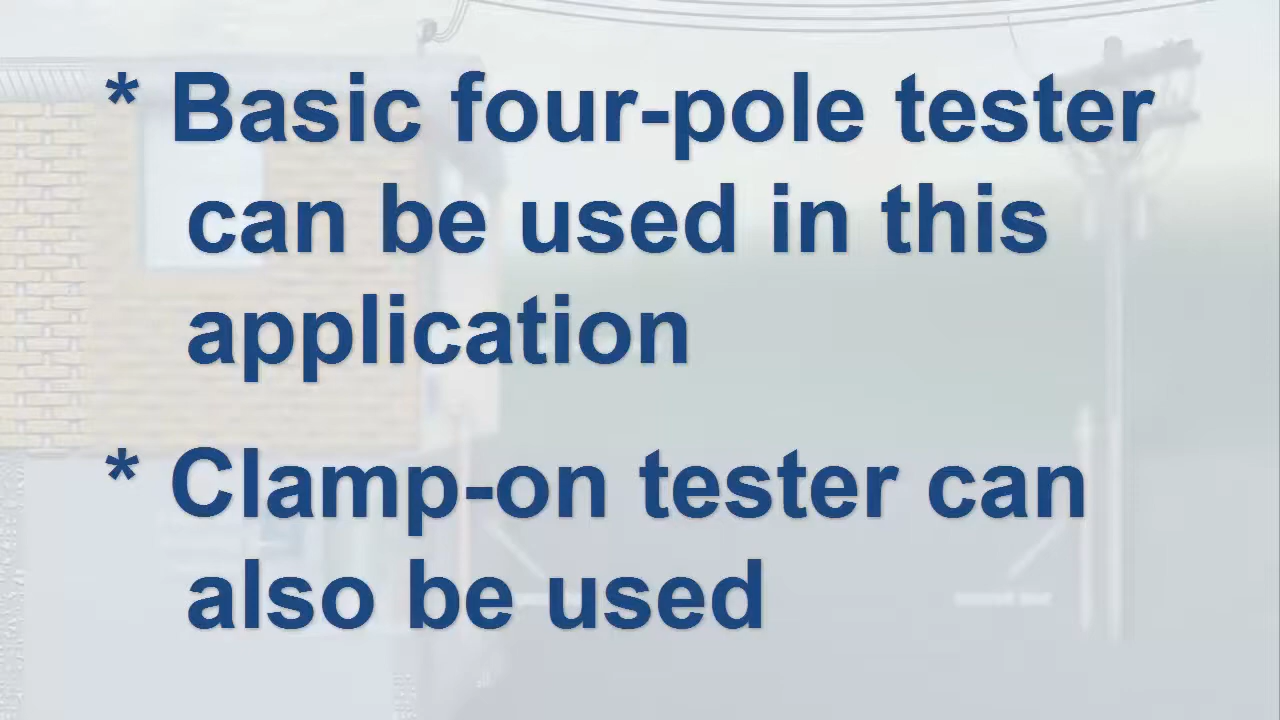 * Basic four-pole tester
can be used in this
application
* Clamp-on tester can
also be used